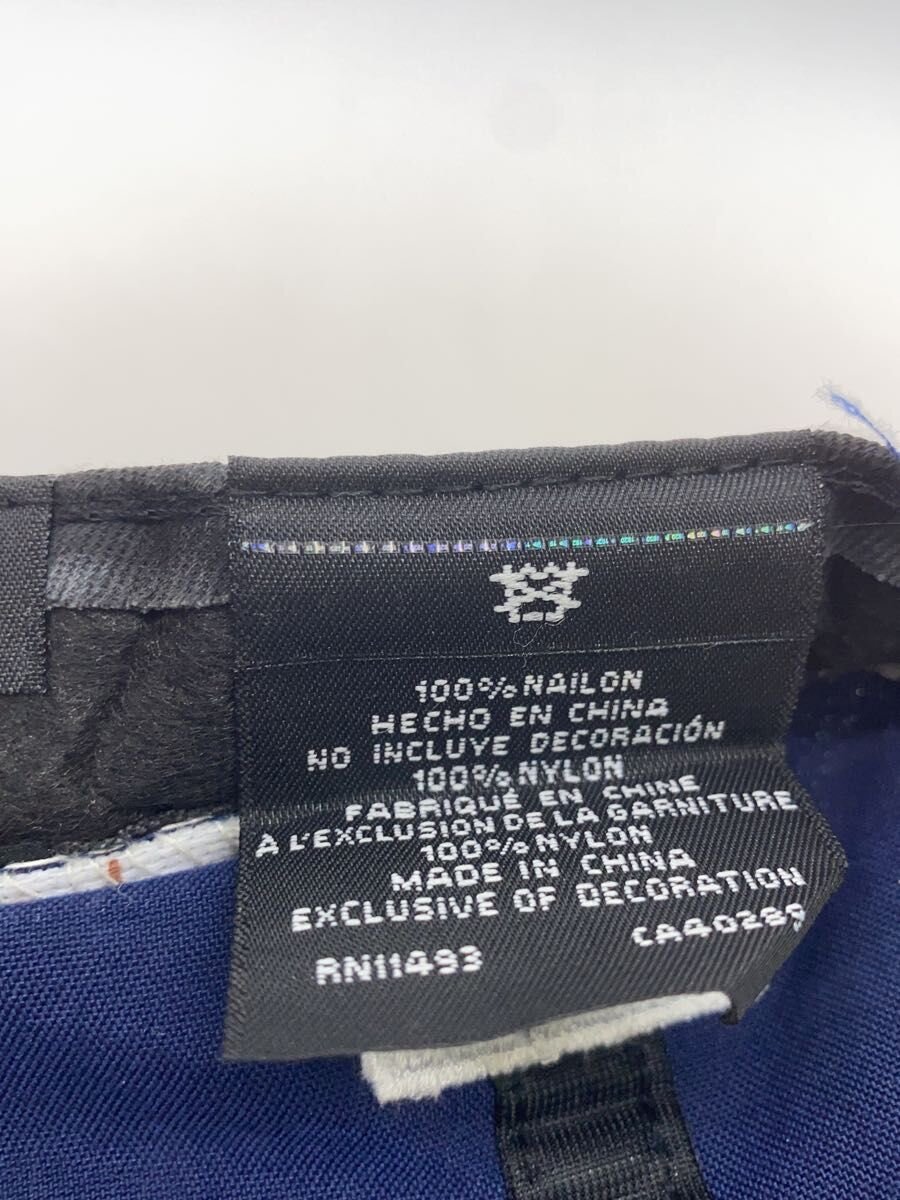 100% NAILON
HECHO EN CHINA
NO INCLUYE DECORACIÓN
100% NYLON
FABRIQUÉ EN CHINE
À L'EXCLUSION DE LA GARNITURE
100% NYLON
MADE IN CHINA
EXCLUSIVE OF DECORATION
RN11493 CA40289